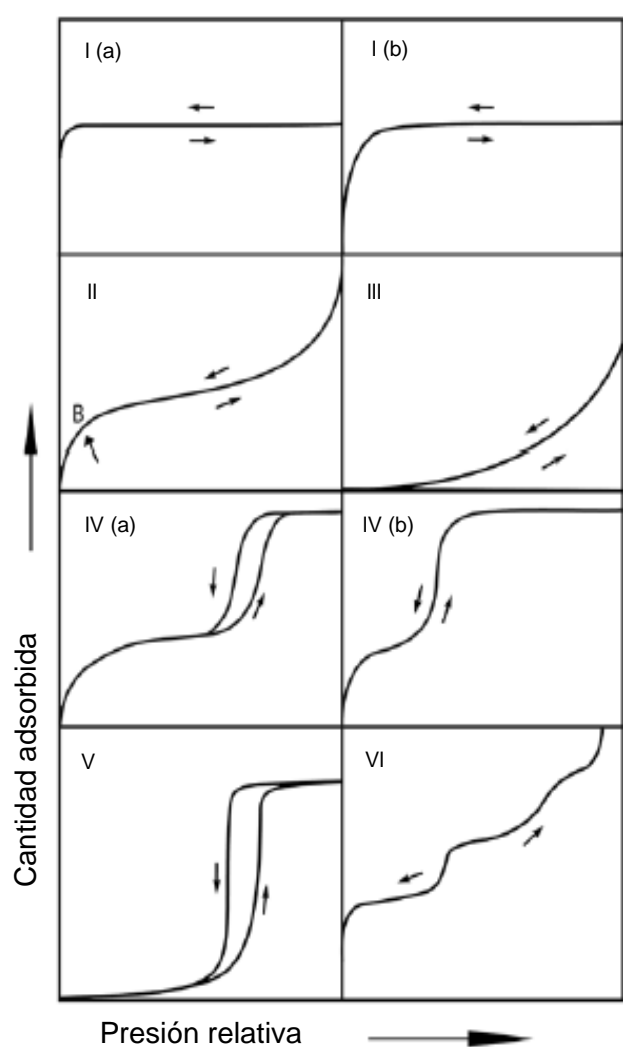 I (a)
I (b)
II
III
B
IV (a)
IV (b)
V
VI
Cantidad adsorbida
Presión relativa